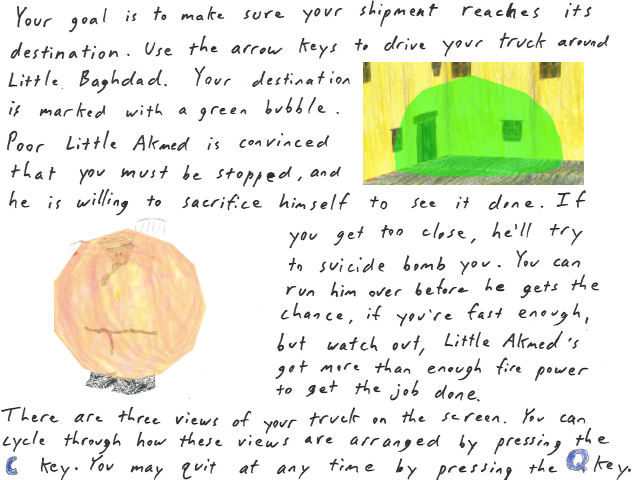 Your goal is to make sure your shipment reaches its
destination. Use the arrow keys to drive your truck around
Little Baghdad. Your destination
is marked with a green bubble.
Poor Little Akmed is convinced
that you must be stopped, and
he is willing to sacrifice himself to see it done. If
you get too close, he'll try
to suicide bomb you. You can
run him over before he gets the
chance, if you're fast enough,
but watch out, Little Akmed's
got more than enough fire power
to get the job done.
There are three views of your truck on the screen. You can
cycle through how these views are arranged by pressing the
C key. You may quit at any time by pressing the Q key.